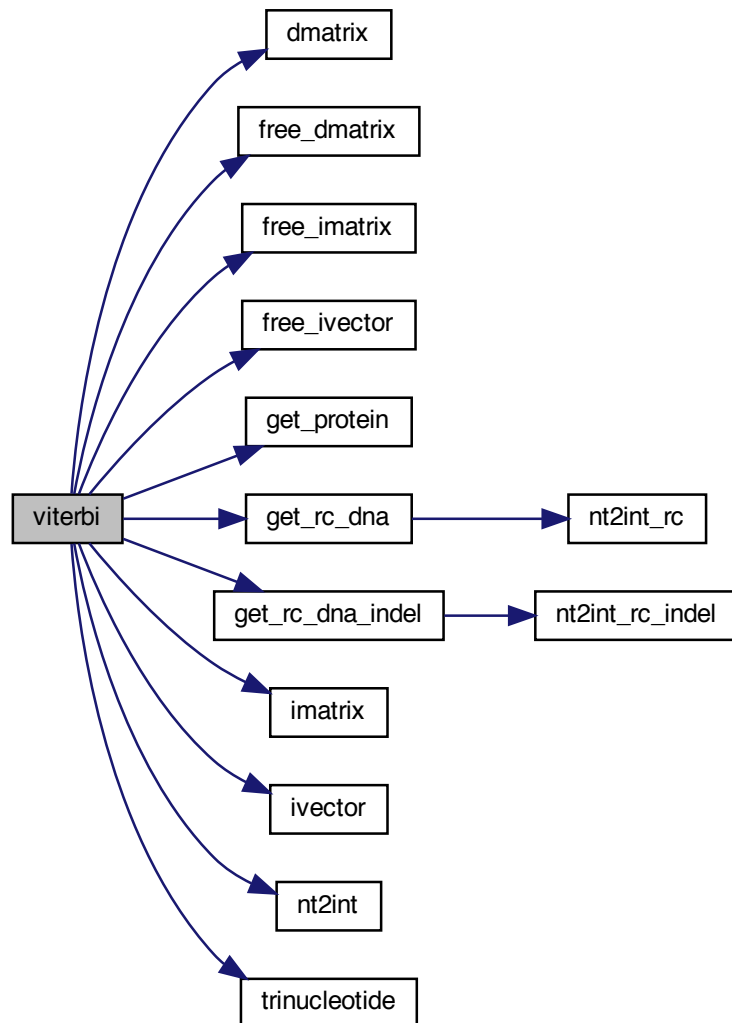 dmatrix
free_dmatrix
free_imatrix
free_ivector
get_protein
viterbi
get_rc_dna
nt2int_rc
get_rc_dna_indel
nt2int_rc_indel
imatrix
ivector
nt2int
trinucleotide